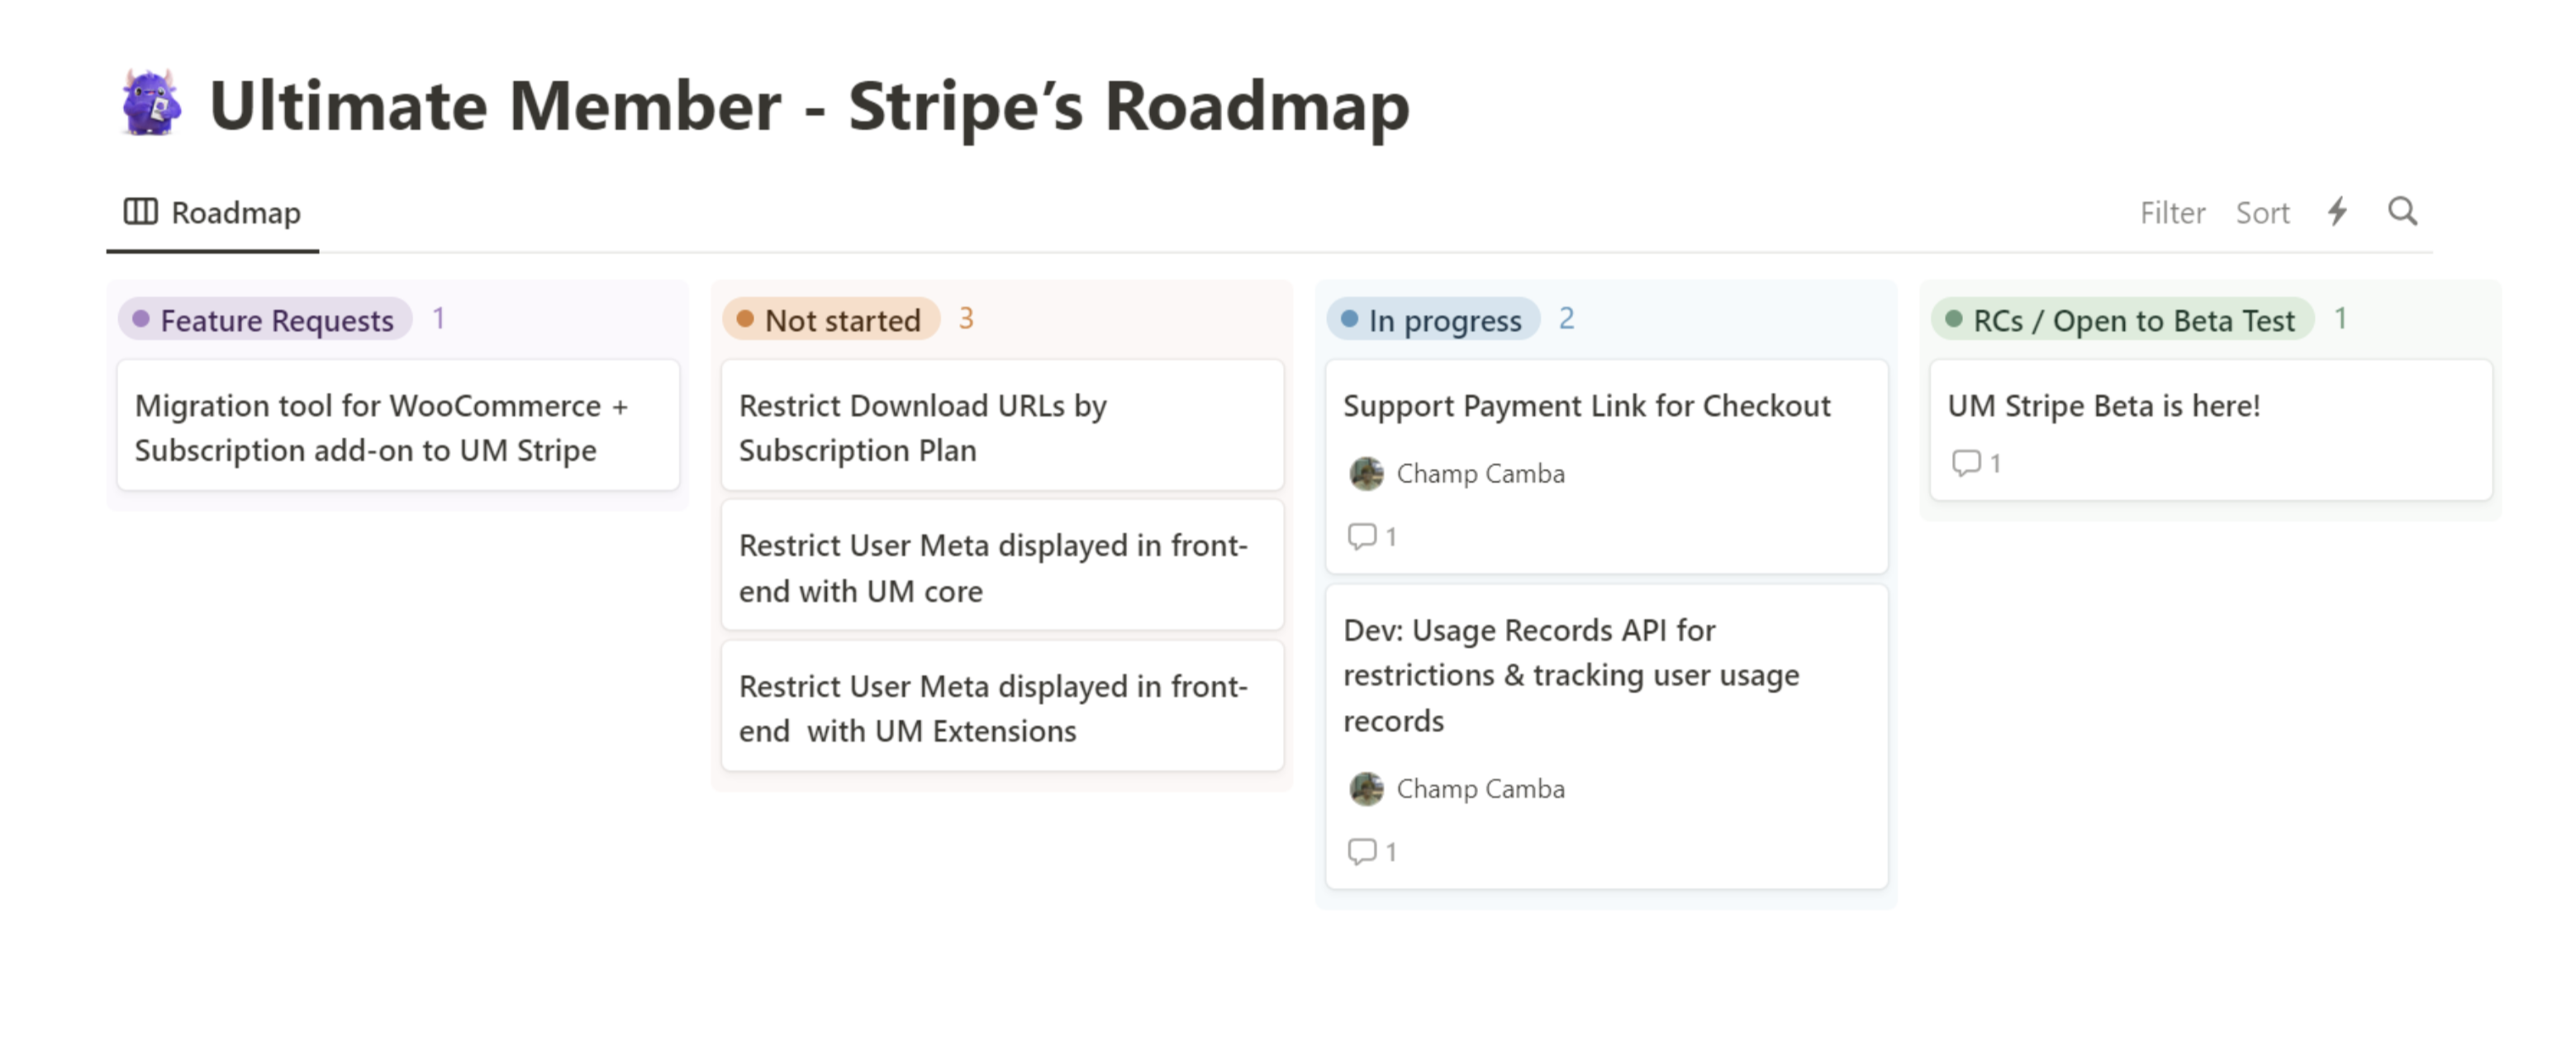 Ultimate Member - Stripe’s Roadmap
Roadmap
Filter Sort
Feature Requests 1
Migration tool for WooCommerce +
Subscription add-on to UM Stripe
Not started 3
Restrict Download URLs by
Subscription Plan
Restrict User Meta displayed in front-
end with UM core
Restrict User Meta displayed in front-
end  with UM Extensions
In progress 2
Support Payment Link for Checkout
Champ Camba
1
Dev: Usage Records API for
restrictions & tracking user usage
records
Champ Camba
1
RCs / Open to Beta Test 1
UM Stripe Beta is here!
1